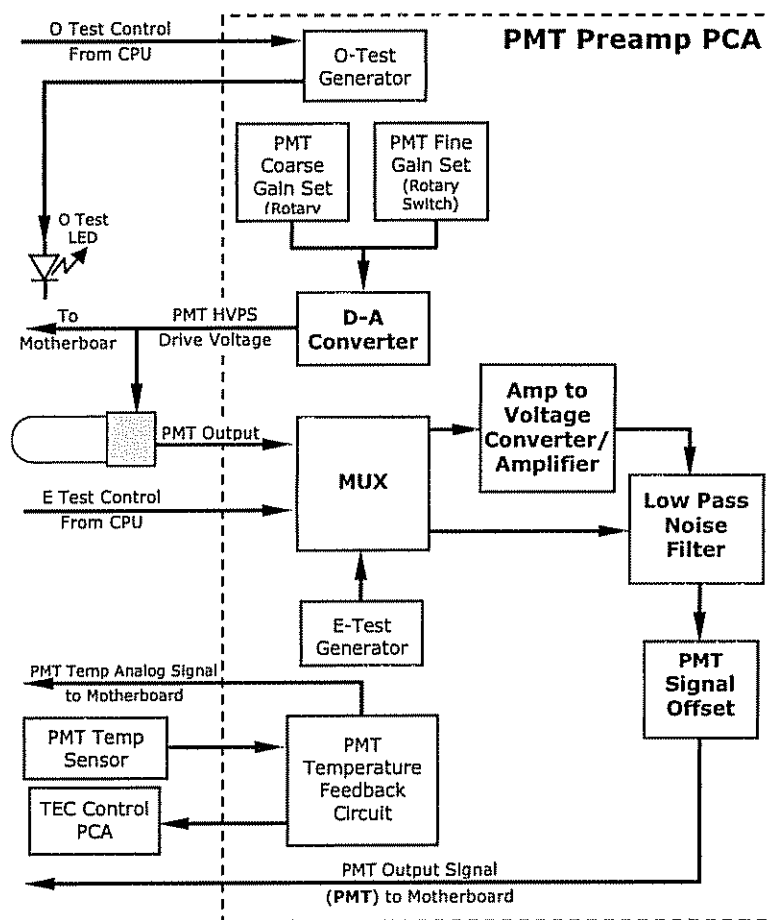 O Test Control
From CPU
PMT Preamp PCA
O-Test
Generator
PMT
Coarse
Gain Set
(Rotary
PMT Fine
Gain Set
(Rotary
Switch)
O Test
LED
To
Motherboar
PMT HVPS
Drive Voltage
D-A
Converter
Amp to
Voltage
Converter/
Amplifier
PMT Output
MUX
E Test Control
From CPU
Low Pass
Noise
Filter
E-Test
Generator
PMT Temp Analog Signal
to Motherboard
PMT
Signal
Offset
PMT Temp
Sensor
PMT
Temperature
Feedback
Circuit
TEC Control
PCA
PMT Output Signal
(PMT) to Motherboard